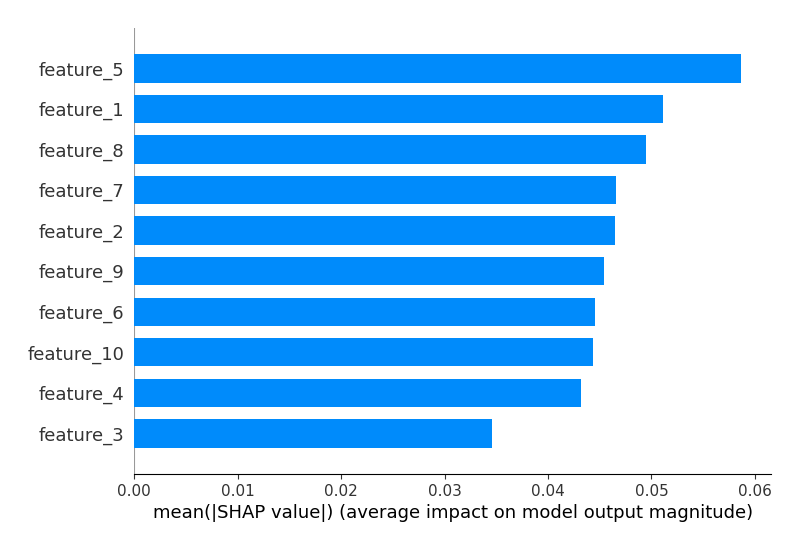 feature_5
feature_1
feature_8
feature_7
feature_2
feature_9
feature_6
feature_10
feature_4
feature_3
0.00 0.01 0.02 0.03 0.04 0.05 0.06
mean(|SHAP value|) (average impact on model output magnitude)